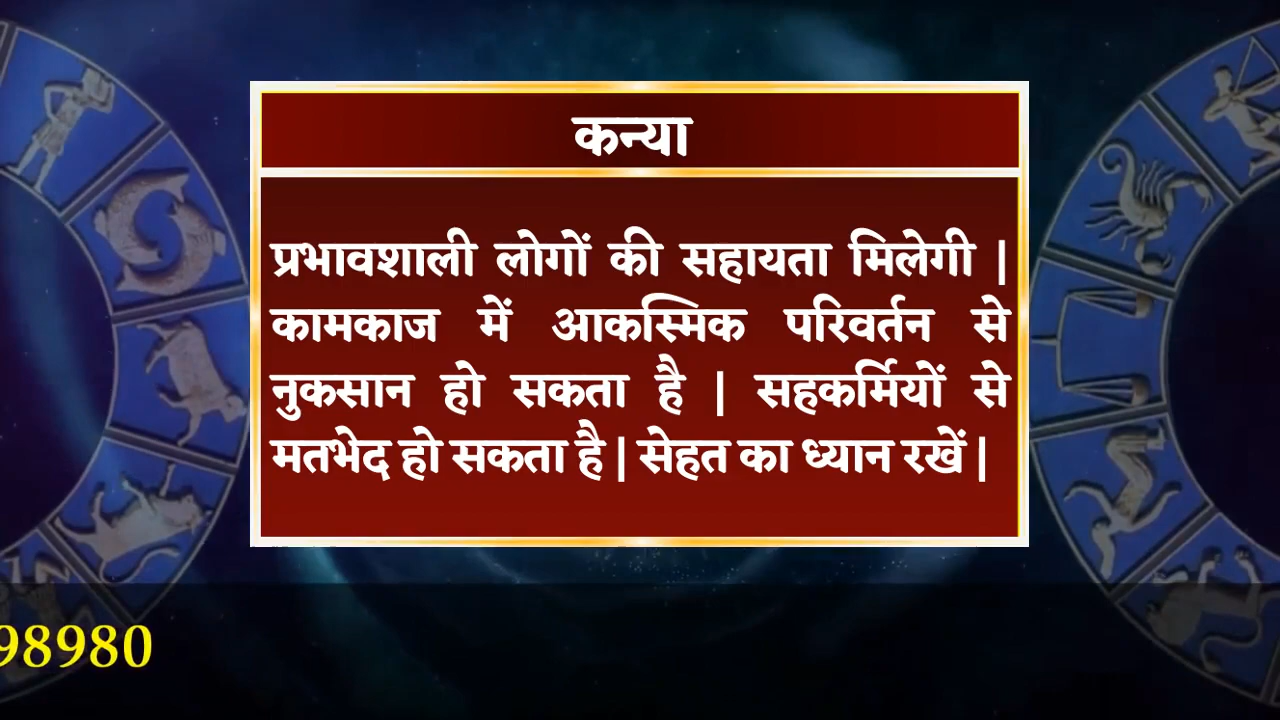 कन्या
प्रभावशाली लोगों की सहायता मिलेगी |
कामकाज में आकस्मिक परिवर्तन से
नुकसान हो सकता है | सहकर्मियों से
मतभेद हो सकता है | सेहत का ध्यान रखें |
98980